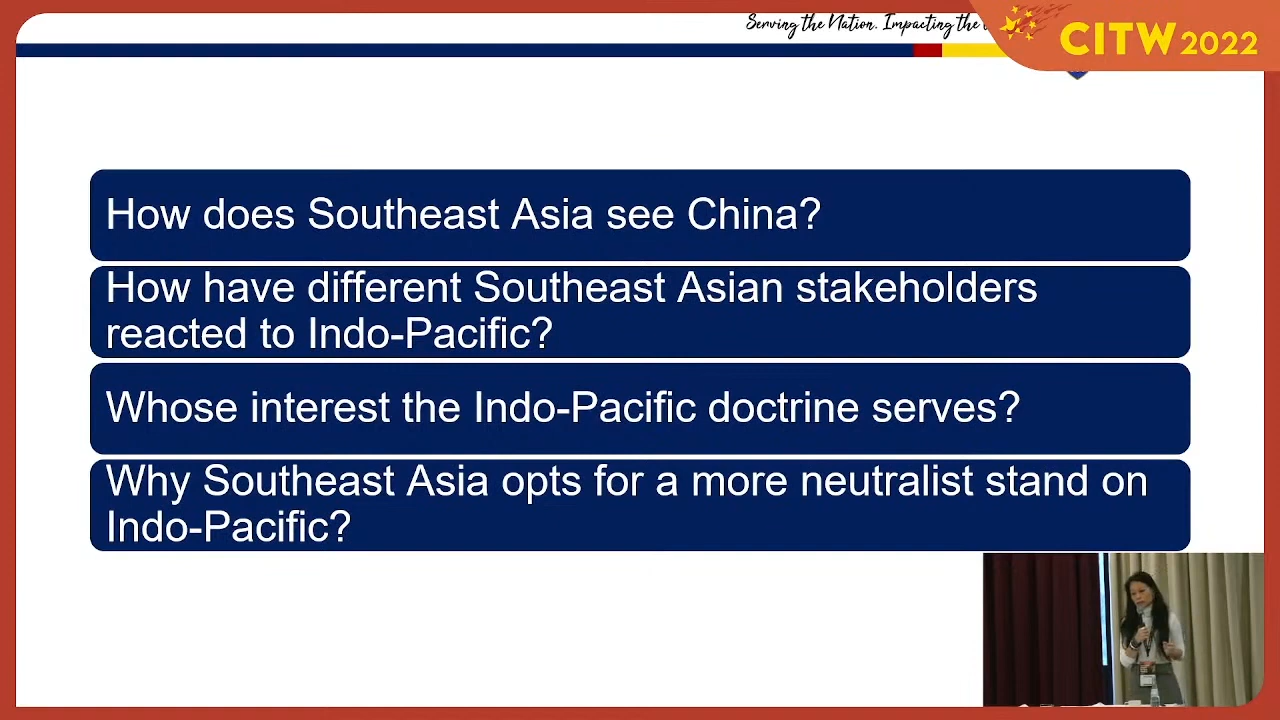 Serving the Nation. Impacting the
CITW 2022
How does Southeast Asia see China?
How have different Southeast Asian stakeholders
reacted to Indo-Pacific?
Whose interest the Indo-Pacific doctrine serves?
Why Southeast Asia opts for a more neutralist stand on
Indo-Pacific?